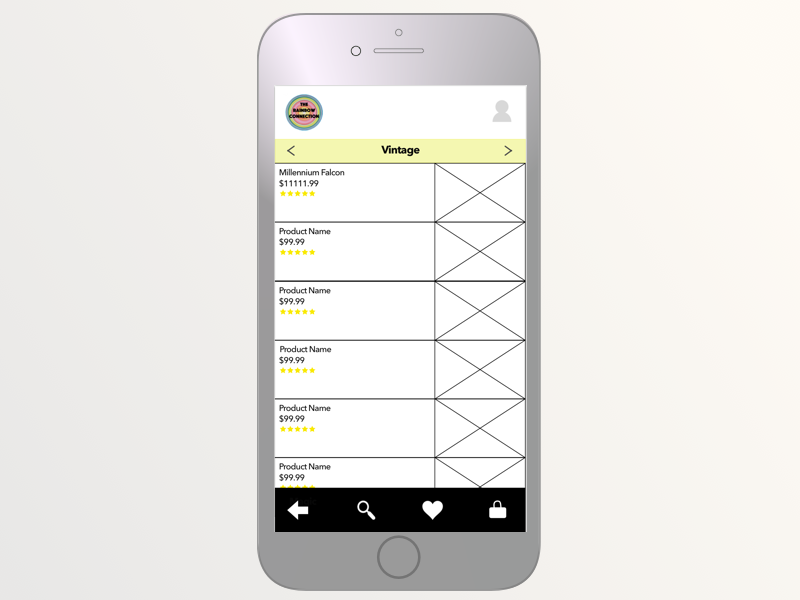 THE
RAINBOW
CONNECTION
Vintage
Millennium Falcon
$11111.99
Product Name
$99.99
Product Name
$99.99
Product Name
$99.99
Product Name
$99.99
Product Name
$99.99